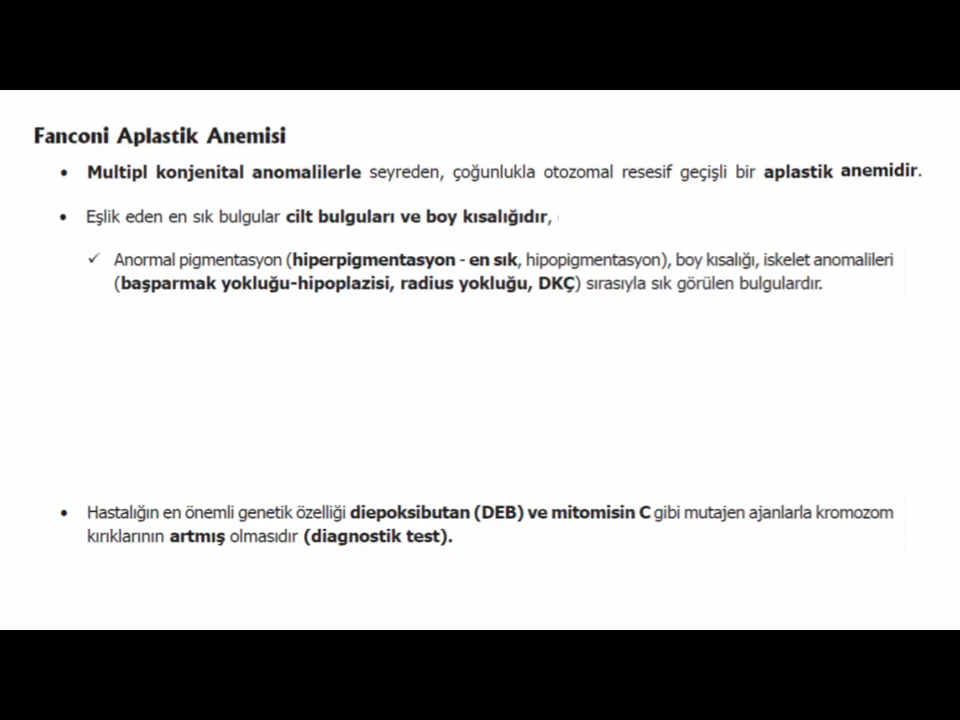 Fanconi Aplastik Anemisi
• Multipl konjenital anomalilerle seyreden, çoğunlukla otozomal resesif geçişli bir aplastik anemidir.
• Eşlik eden en sık bulgular cilt bulguları ve boy kısalığıdır,
✓ Anormal pigmentasyon (hiperpigmentasyon - en sık, hipopigmentasyon), boy kısalığı, iskelet anomalileri
(başparmak yokluğu-hipoplazisi, radius yokluğu, DKÇ) sırasıyla sık görülen bulgulardır.
• Hastalığın en önemli genetik özelliği diepoksibutan (DEB) ve mitomisin C gibi mutajen ajanlarla kromozom
kırıklarının artmış olmasıdır (diagnostik test).